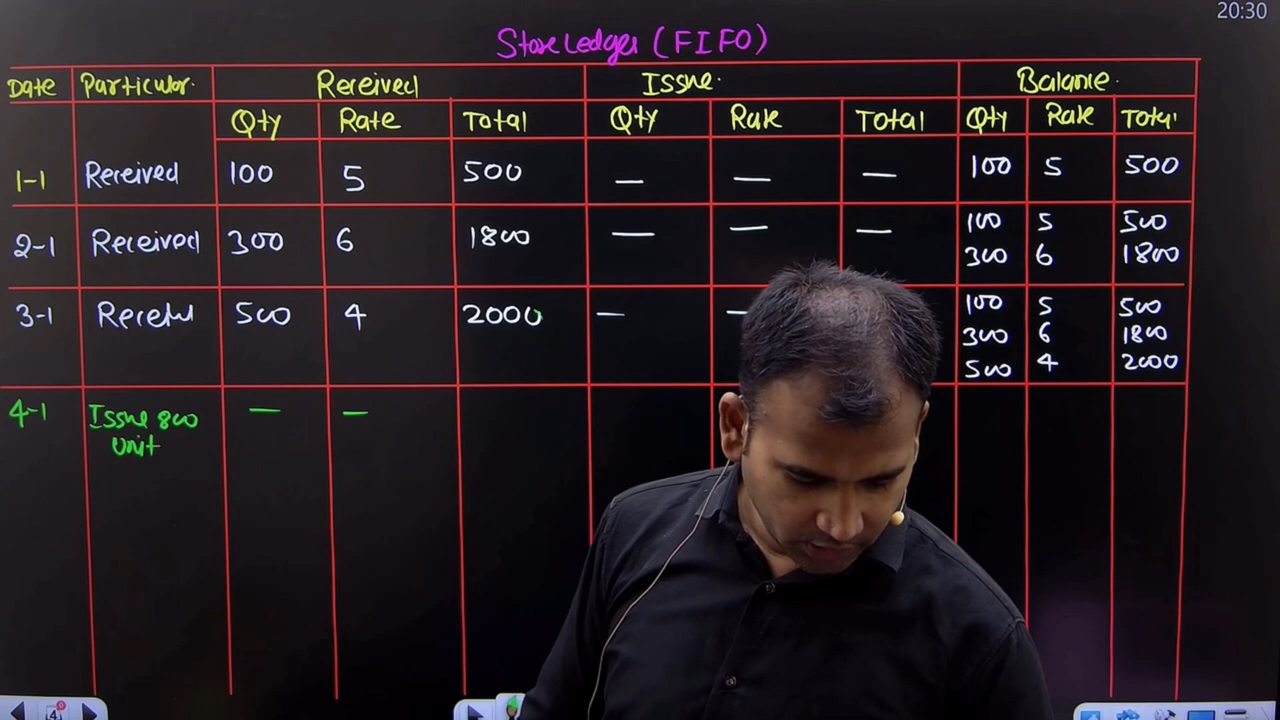 20:30
Store Ledger (FIFO)
Date Particular. Received Issue. Balance.
Qty Rate Total Qty Rate Total Qty Rate Total
1-1 Received 100 5 500 — — — 100 5 500
2-1 Received 300 6 1800 — — — 100 5 500
300 6 1800
3-1 Received 500 4 2000 — — 100 5 500
300 6 1800
500 4 2000
4-1 Issue 800 — —
Unit
4